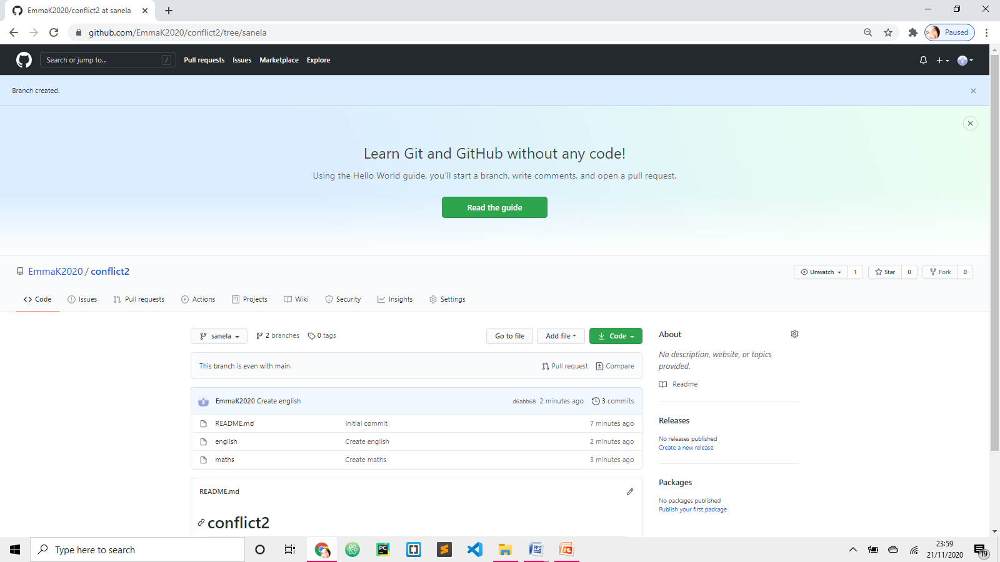 EmmaK2020/conflict2 at sanela
github.com/EmmaK2020/conflict2/tree/sanela
Paused
Search or jump to...
/
Pull requests Issues Marketplace Explore
Branch created.
Learn Git and GitHub without any code!
Using the Hello World guide, you'll start a branch, write comments, and open a pull request.
Read the guide
EmmaK2020 / conflict2
Unwatch 1 Star 0 Fork 0
Code Issues Pull requests Actions Projects Wiki Security Insights Settings
sanela 2 branches 0 tags Go to file Add file Code
This branch is even with main. Pull request Compare
EmmaK2020 Create english d6abb68 2 minutes ago 3 commits
README.md Initial commit 7 minutes ago
english Create english 2 minutes ago
maths Create maths 3 minutes ago
README.md
conflict2
About
No description, website, or topics
provided.
Readme
Releases
No releases published
Create a new release
Packages
No packages published
Publish your first package
Type here to search
PC
WE
EC
23:59
21/11/2020
19